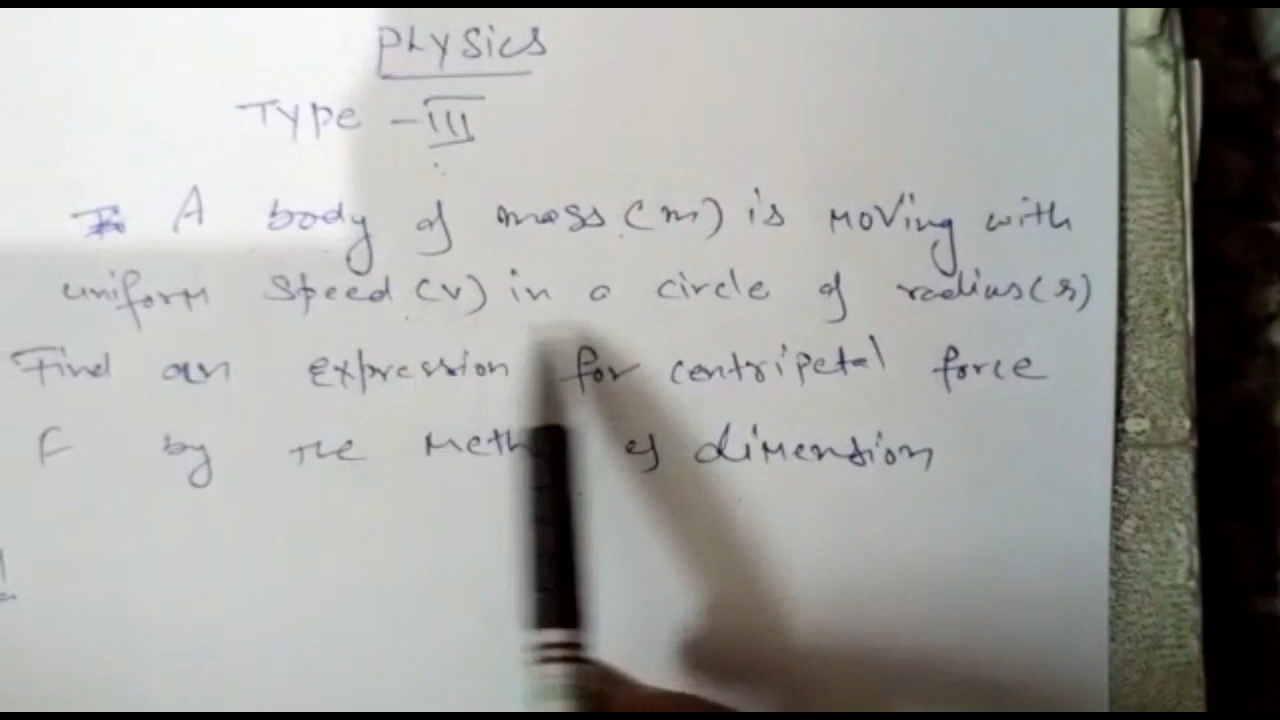 Physics
Type - III
A body of mass (m) is moving with
uniform speed (v) in a circle of radius (r)
Find an expression for centripetal force
F by the of dimension